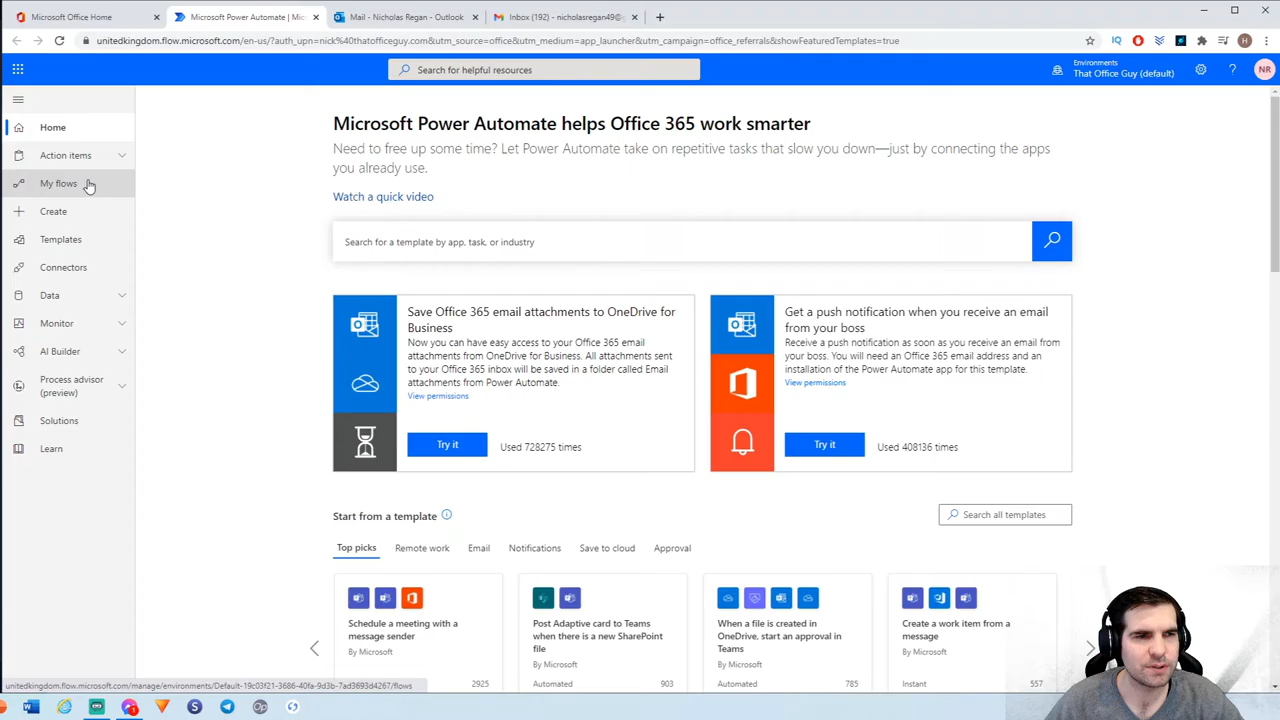 Microsoft Office Home
Microsoft Power Automate | Mic
Mail - Nicholas Regan - Outlook
Inbox (192) - nicholasregan49@g
unitedkingdom.flow.microsoft.com/en-us/?auth_upn=nick%40thatofficeguy.com&utm_source=office&utm_medium=app_launcher&utm_campaign=office_referrals&showFeaturedTemplates=true
IQ
H
Search for helpful resources
Environments
That Office Guy (default)
NR
Home
Action items
My flows
Create
Templates
Connectors
Data
Monitor
AI Builder
Process advisor
(preview)
Solutions
Learn
Microsoft Power Automate helps Office 365 work smarter
Need to free up some time? Let Power Automate take on repetitive tasks that slow you down—just by connecting the apps
you already use.
Watch a quick video
Search for a template by app, task, or industry
Save Office 365 email attachments to OneDrive for
Business
Now you can have easy access to your Office 365 email
attachments from OneDrive for Business. All attachments sent
to your Office 365 inbox will be saved in a folder called Email
attachments from Power Automate.
View permissions
Try it
Used 728275 times
Get a push notification when you receive an email
from your boss
Receive a push notification as soon as you receive an email from
your boss. You will need an Office 365 email address and an
installation of the Power Automate app for this template.
View permissions
Try it
Used 408136 times
Start from a template
Search all templates
Top picks
Remote work
Email
Notifications
Save to cloud
Approval
Schedule a meeting with a
message sender
By Microsoft
2925
Post Adaptive card to Teams
when there is a new SharePoint
file
By Microsoft
Automated
903
When a file is created in
OneDrive, start an approval in
Teams
By Microsoft
Automated
785
Create a work item from a
message
By Microsoft
Instant
557
unitedkingdom.flow.microsoft.com/manage/environments/Default-19c03f21-3686-40fa-9d3b-7ad3693d4267/flows